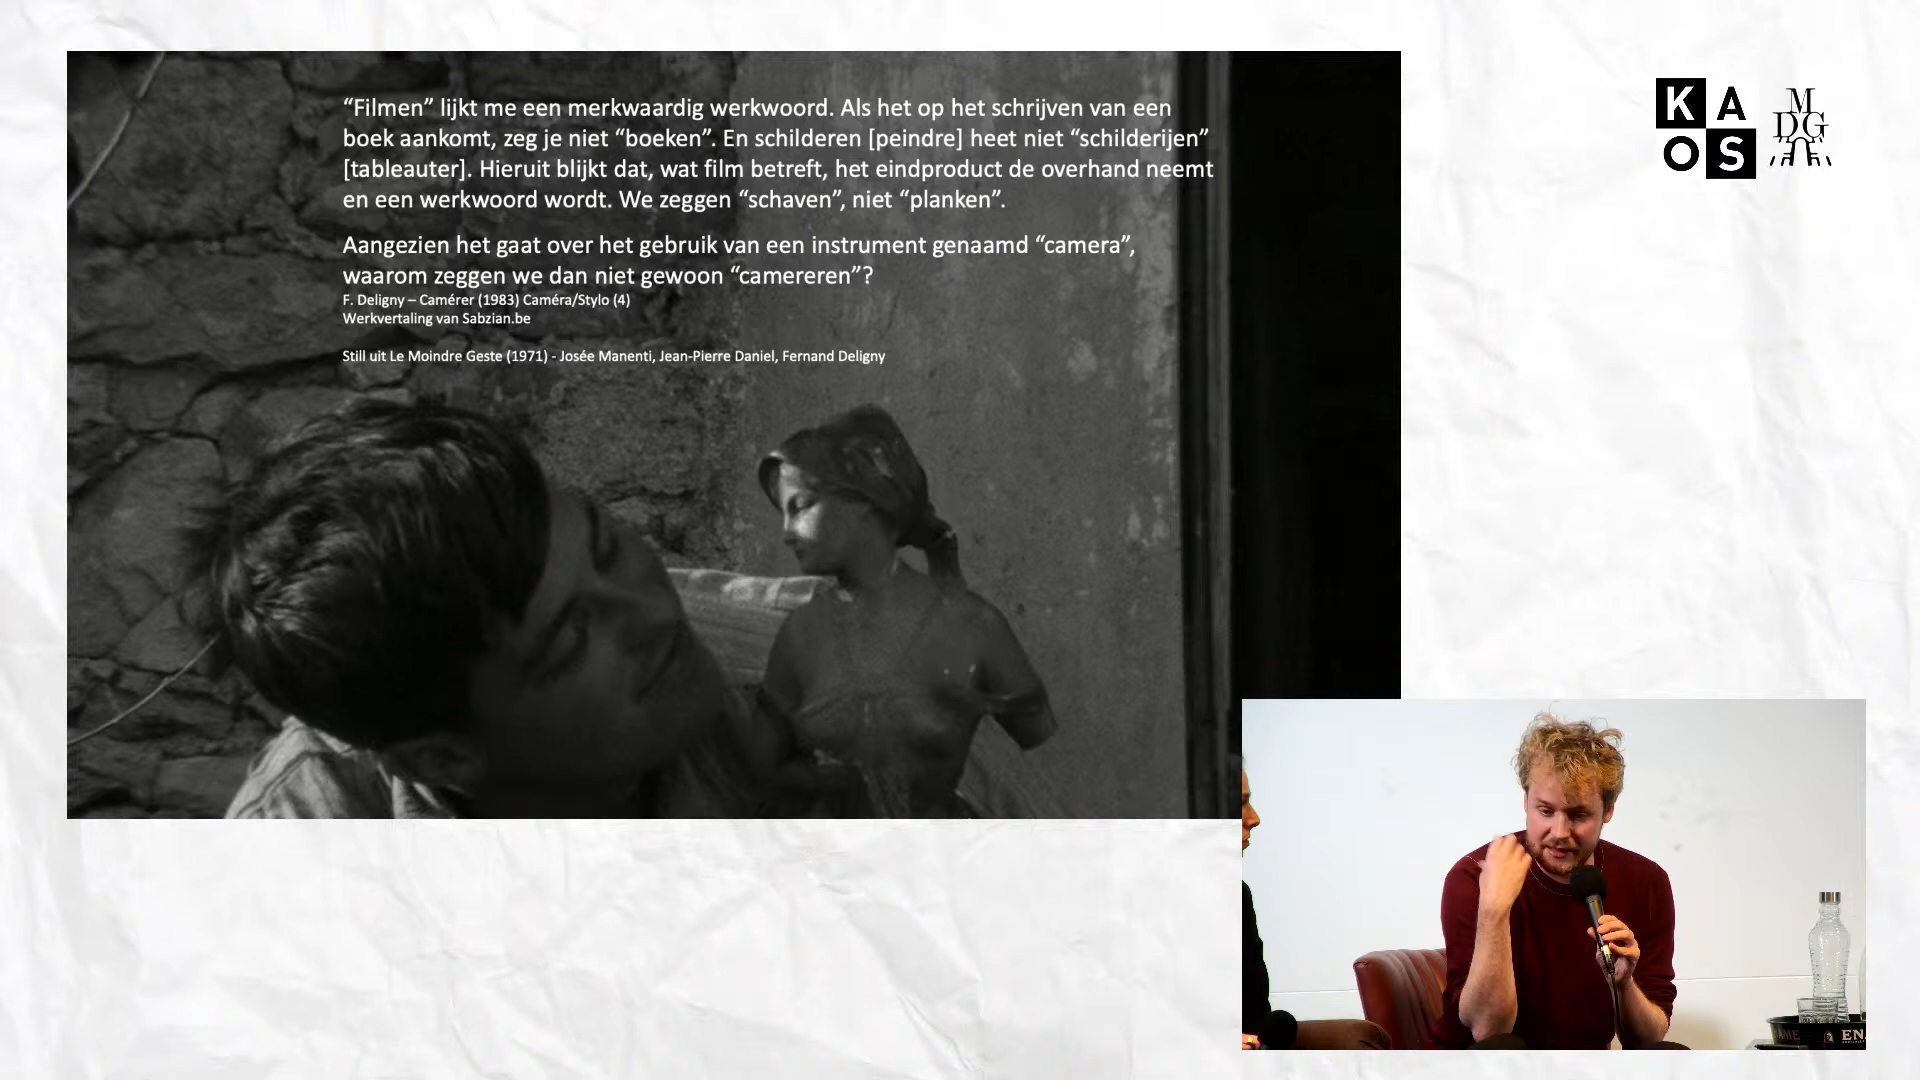 “Filmen” lijkt me een merkwaardig werkwoord. Als het op het schrijven van een
boek aankomt, zeg je niet “boeken”. En schilderen [peindre] heet niet “schilderijen”
[tableauter]. Hieruit blijkt dat, wat film betreft, het eindproduct de overhand neemt
en een werkwoord wordt. We zeggen “schaven”, niet “planken”.
Aangezien het gaat over het gebruik van een instrument genaamd “camera”,
waarom zeggen we dan niet gewoon “camereren”?
F. Deligny – Camérer (1983) Caméra/Stylo (4)
Werkvertaling van Sabzian.be
Still uit Le Moindre Geste (1971) - Josée Manenti, Jean-Pierre Daniel, Fernand Deligny
KA
OS
M
DG